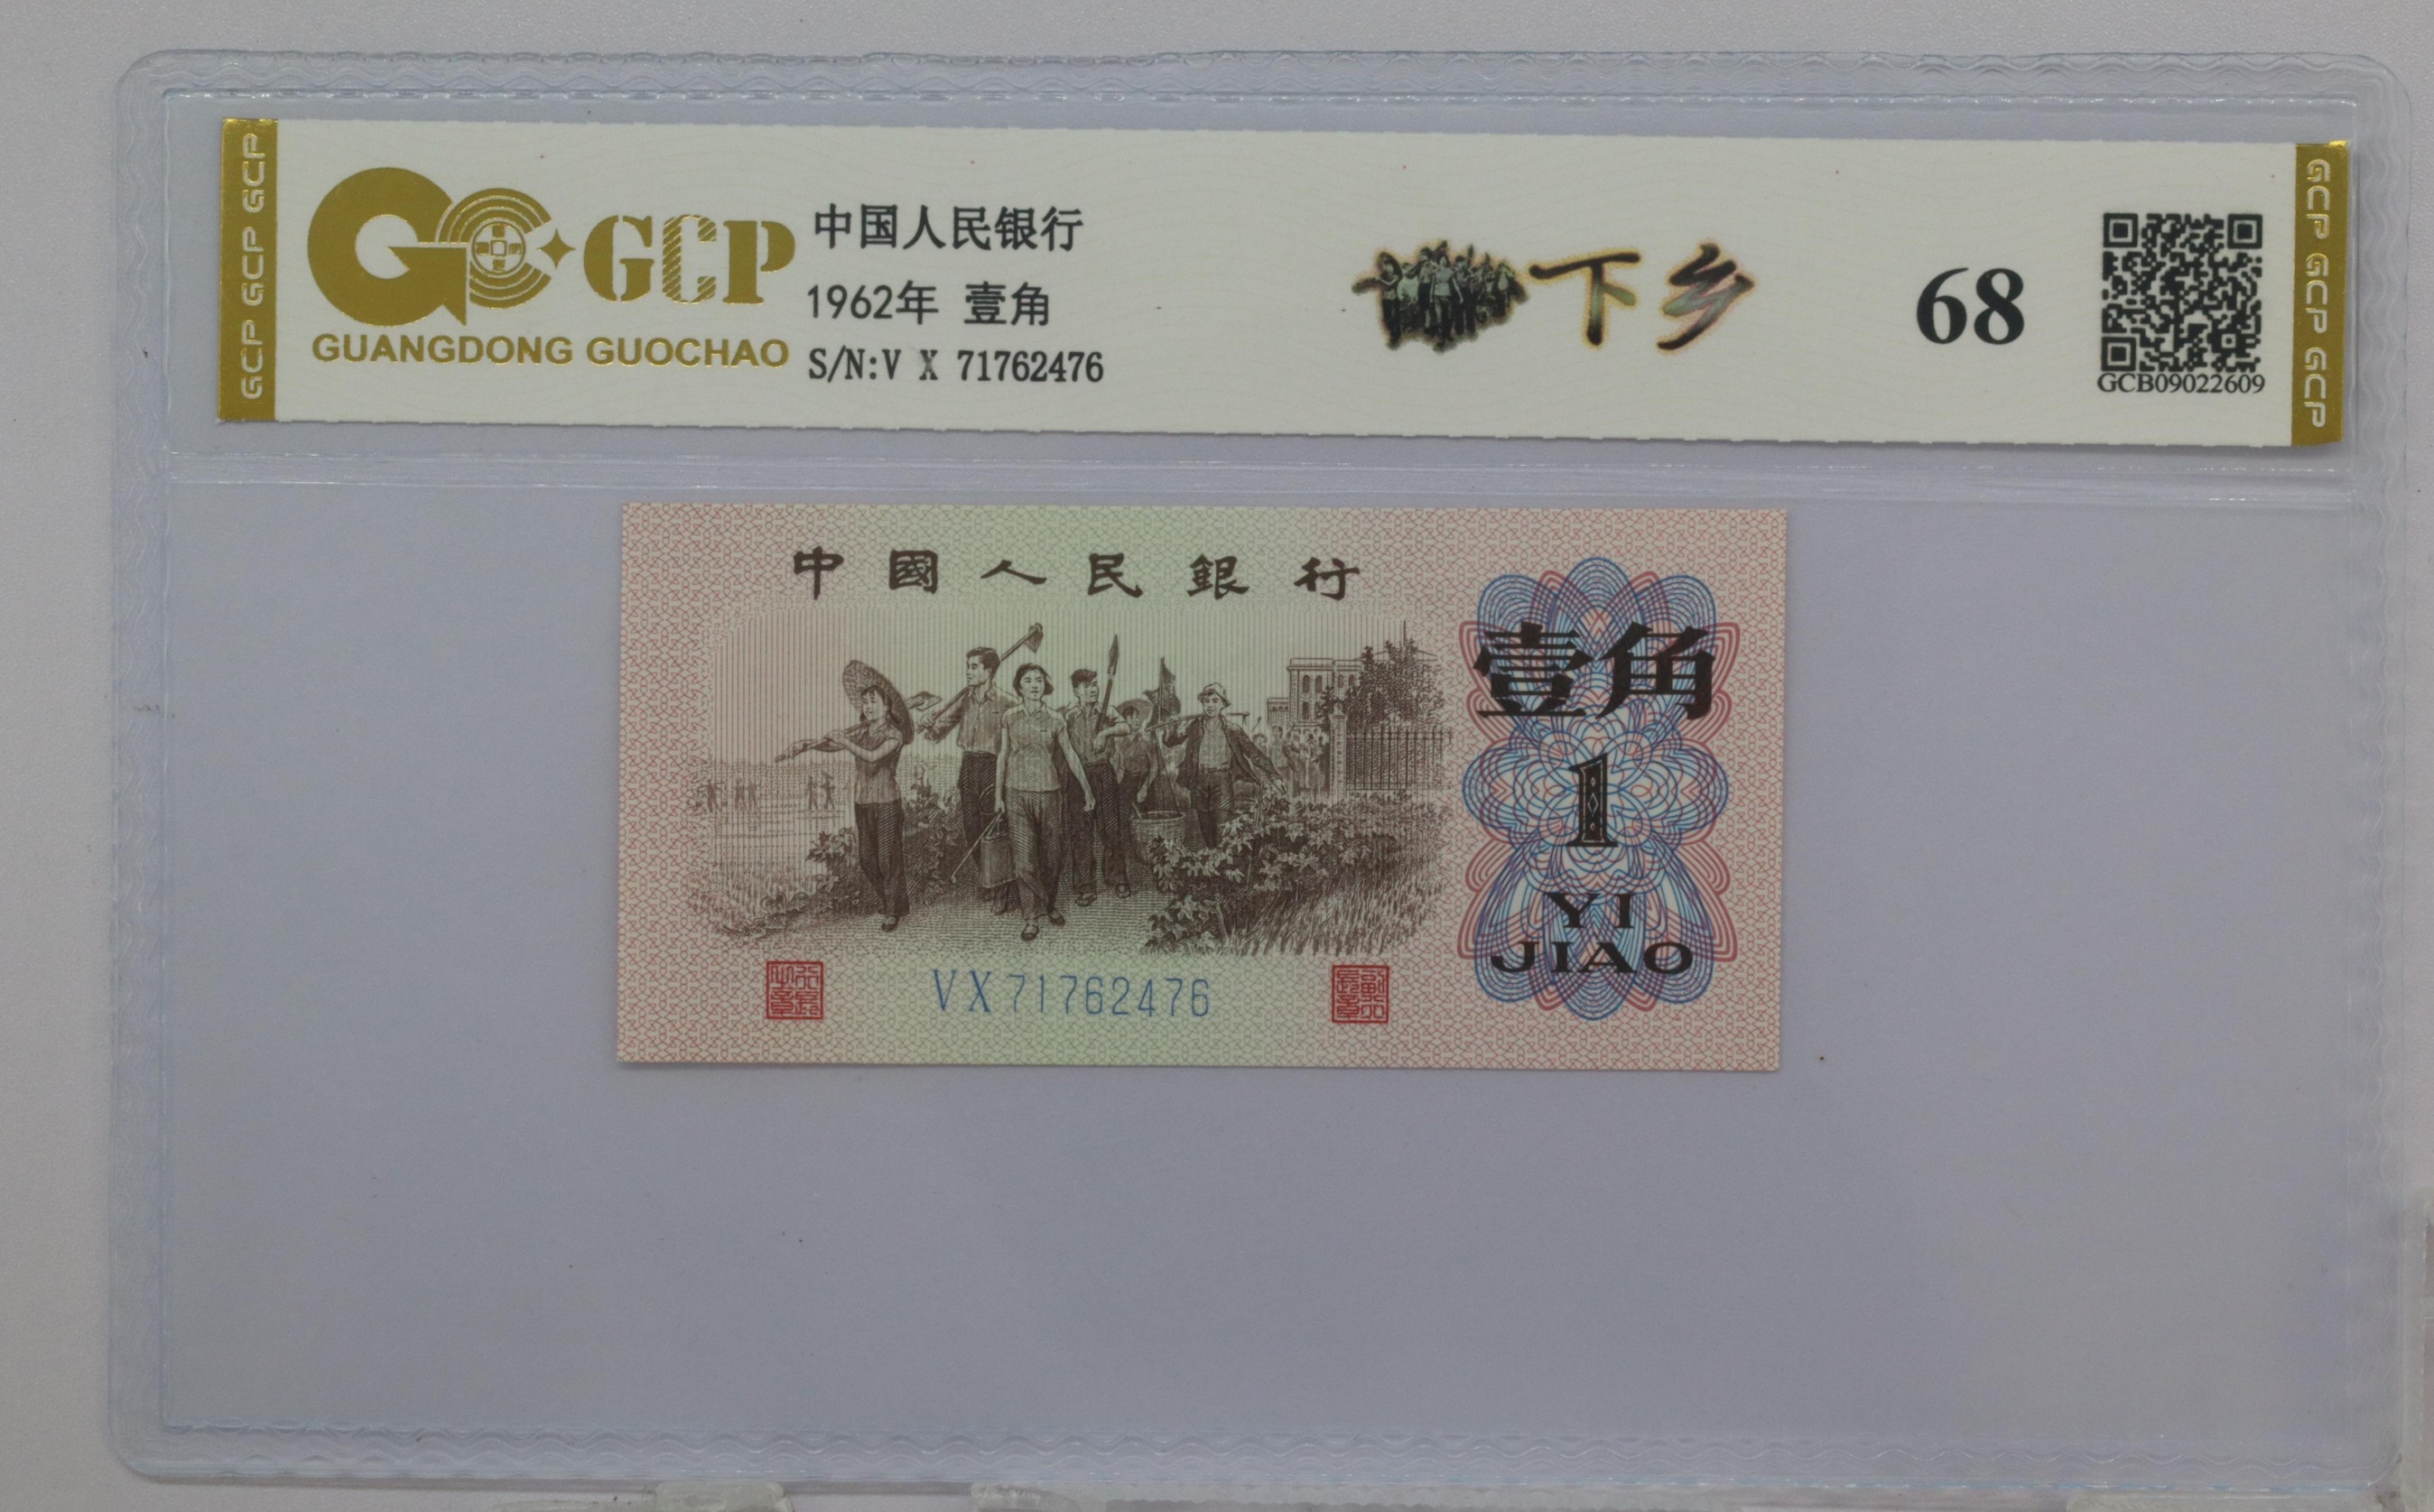 GCP GCP GCP
GCP
GUANGDONG GUOCHAO
中国人民银行
1962年 壹角
S/N:V X 71762476
下乡
68
GCB09022609
GCP GCP GCP
中國人民銀行
壹角
1
YI
JIAO
VX71762476